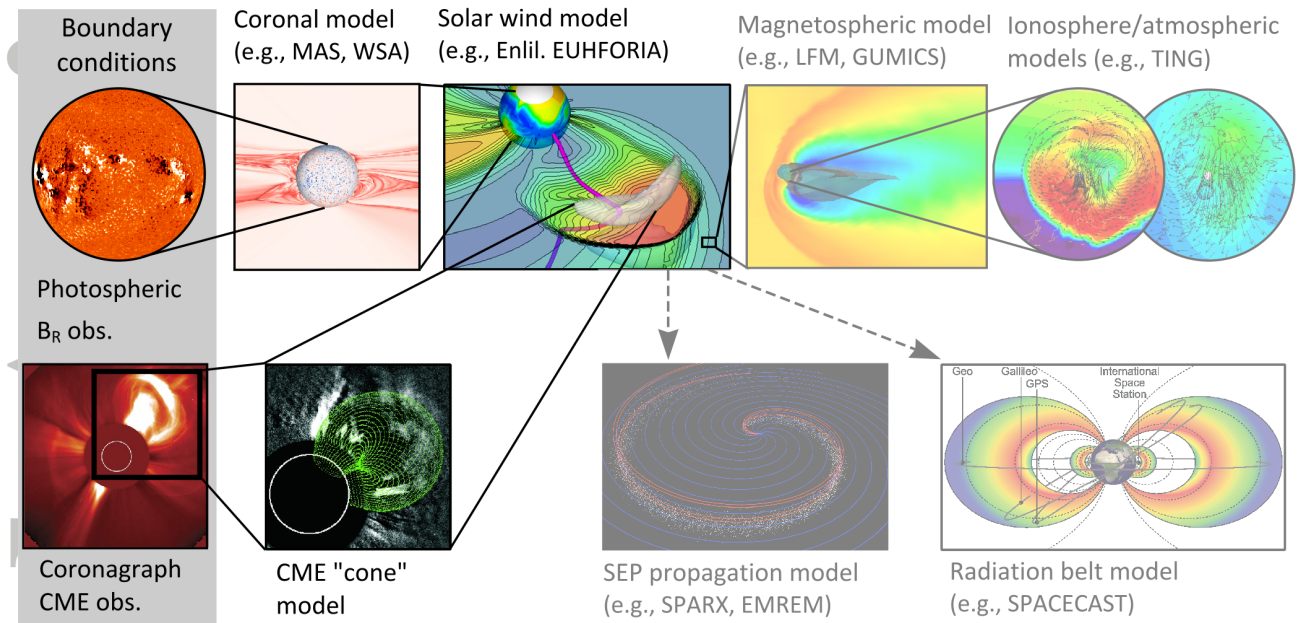 Boundary
conditions
Coronal model
(e.g., MAS, WSA)
Solar wind model
(e.g., Enlil. EUHFORIA)
Magnetospheric model
(e.g., LFM, GUMICS)
Ionosphere/atmospheric
models (e.g., TING)
Photospheric
BR obs.
Coronagraph
CME obs.
CME "cone"
model
SEP propagation model
(e.g., SPARX, EMREM)
Geo
Gallileo
GPS
International
Space
Station
Radiation belt model
(e.g., SPACECAST)